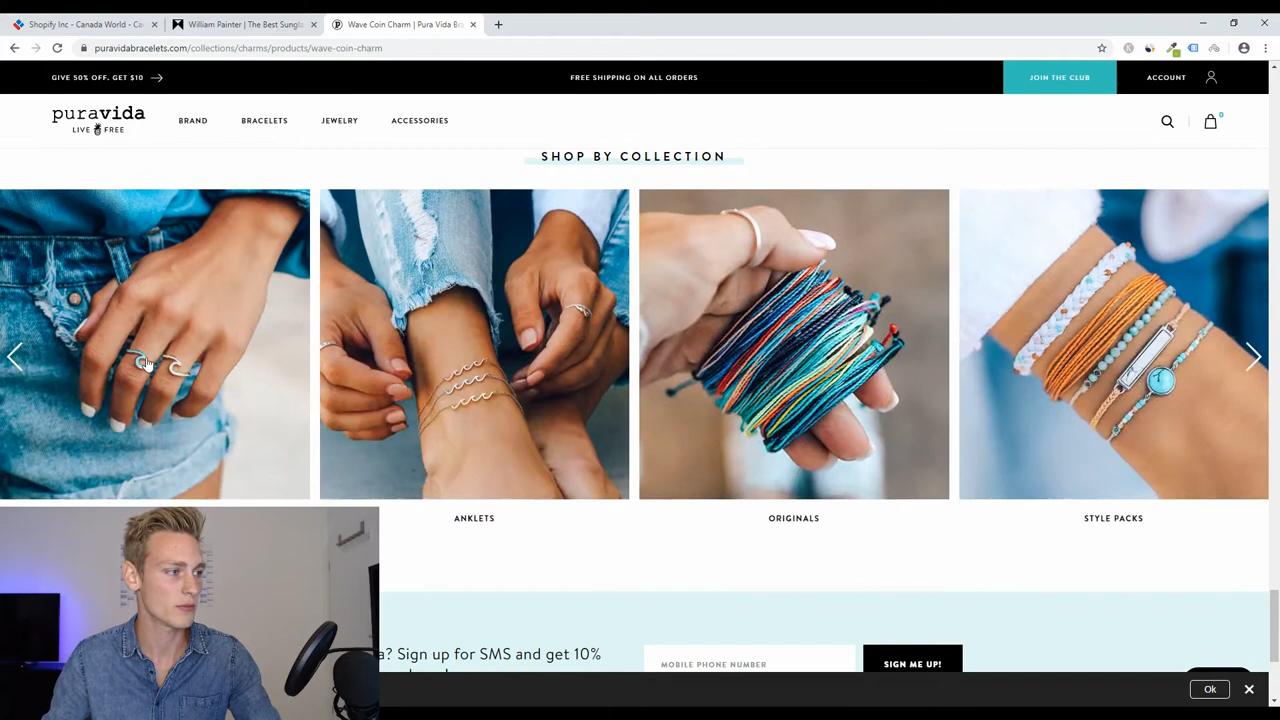 Shopify Inc - Canada World - Ca
William Painter | The Best Sungla
Wave Coin Charm | Pura Vida Bra
puravidabracelets.com/collections/charms/products/wave-coin-charm
GIVE 50% OFF. GET $10
FREE SHIPPING ON ALL ORDERS
JOIN THE CLUB
ACCOUNT
puravida
LIVE FREE
BRAND
BRACELETS
JEWELRY
ACCESSORIES
0
SHOP BY COLLECTION
ANKLETS
ORIGINALS
STYLE PACKS
a? Sign up for SMS and get 10%
MOBILE PHONE NUMBER
SIGN ME UP!
Ok